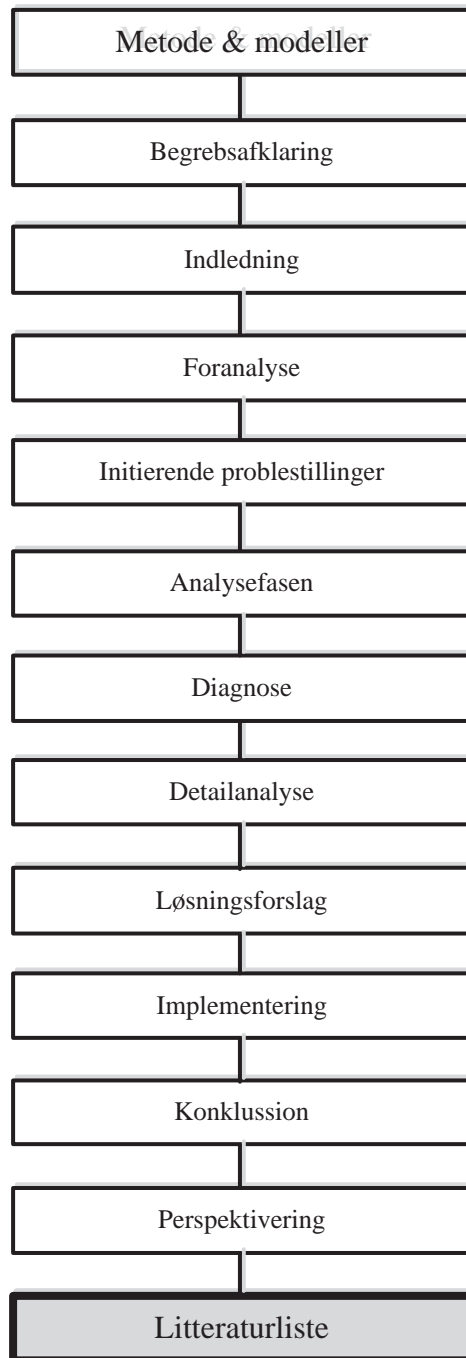 Metode & modeller
Begrebsafklaring
Indledning
Foranalyse
Initierende problestillinger
Analysefasen
Diagnose
Detailanalyse
Løsningsforslag
Implementering
Konklussion
Perspektivering
Litteraturliste